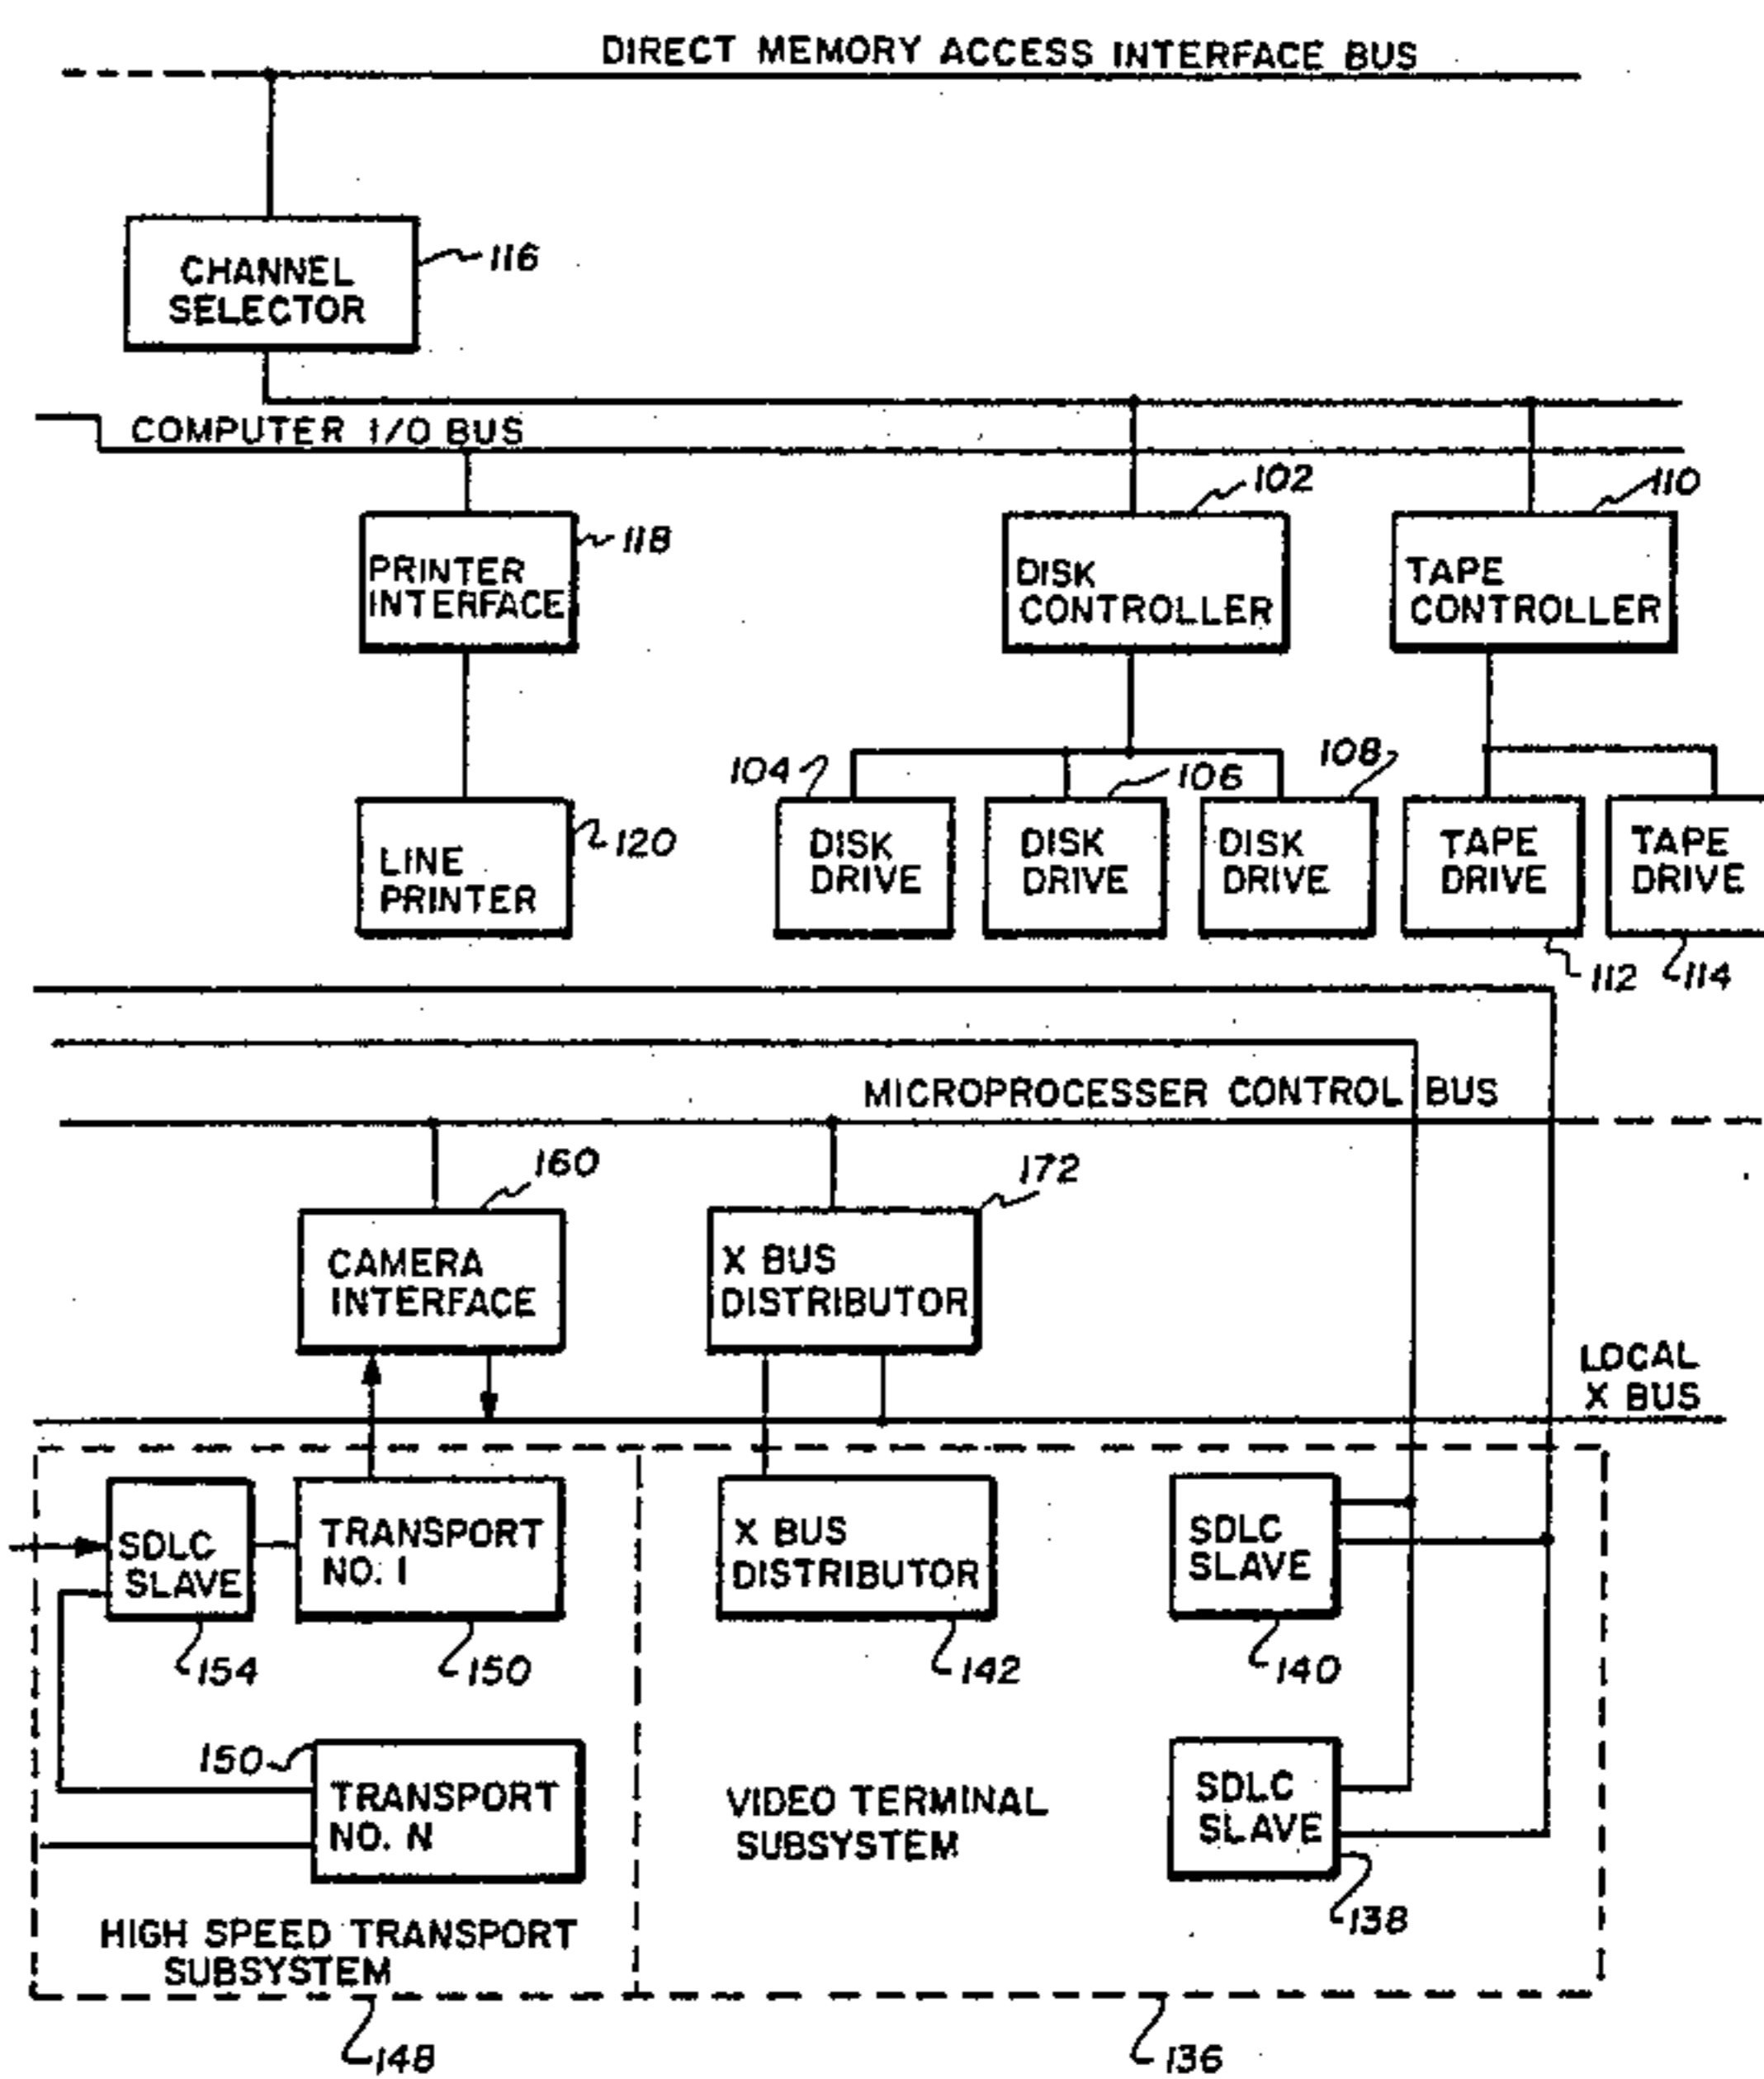 DIRECT MEMORY ACCESS INTERFACE BUS
CHANNEL
SELECTOR
116
COMPUTER I/O BUS
102
110
PRINTER
INTERFACE
118
DISK
CONTROLLER
TAPE
CONTROLLER
104
106
108
LINE
PRINTER
120
DISK
DRIVE
DISK
DRIVE
DISK
DRIVE
TAPE
DRIVE
TAPE
DRIVE
112
114
MICROPROCESSER CONTROL BUS
160
172
CAMERA
INTERFACE
X BUS
DISTRIBUTOR
LOCAL
X BUS
SDLC
SLAVE
TRANSPORT
NO. 1
X BUS
DISTRIBUTOR
SDLC
SLAVE
154
150
142
140
150
TRANSPORT
NO. N
VIDEO TERMINAL
SUBSYSTEM
SDLC
SLAVE
138
HIGH SPEED TRANSPORT
SUBSYSTEM
148
136